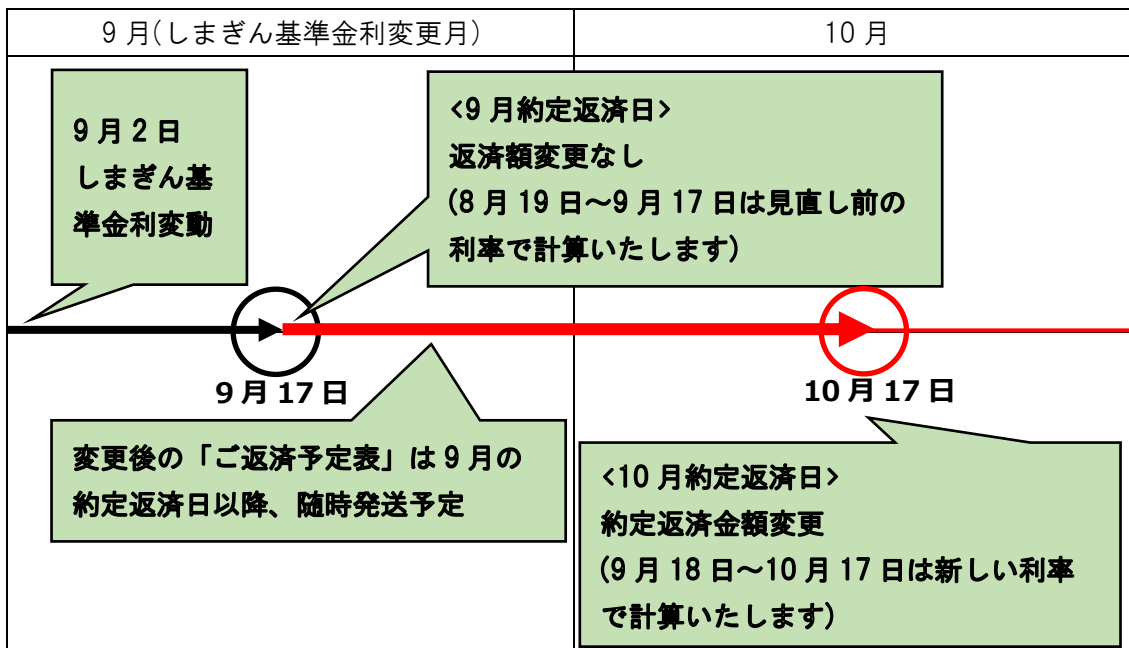 9月(しまぎん基準金利変更月)
10月
9月2日
しまぎん基
準金利変動
<9月約定返済日>
返済額変更なし
(8月19日～9月17日は見直し前の
利率で計算いたします)
9月17日
10月17日
変更後の「ご返済予定表」は9月の
約定返済日以降、随時発送予定
<10月約定返済日>
約定返済金額変更
(9月18日～10月17日は新しい利率
で計算いたします)